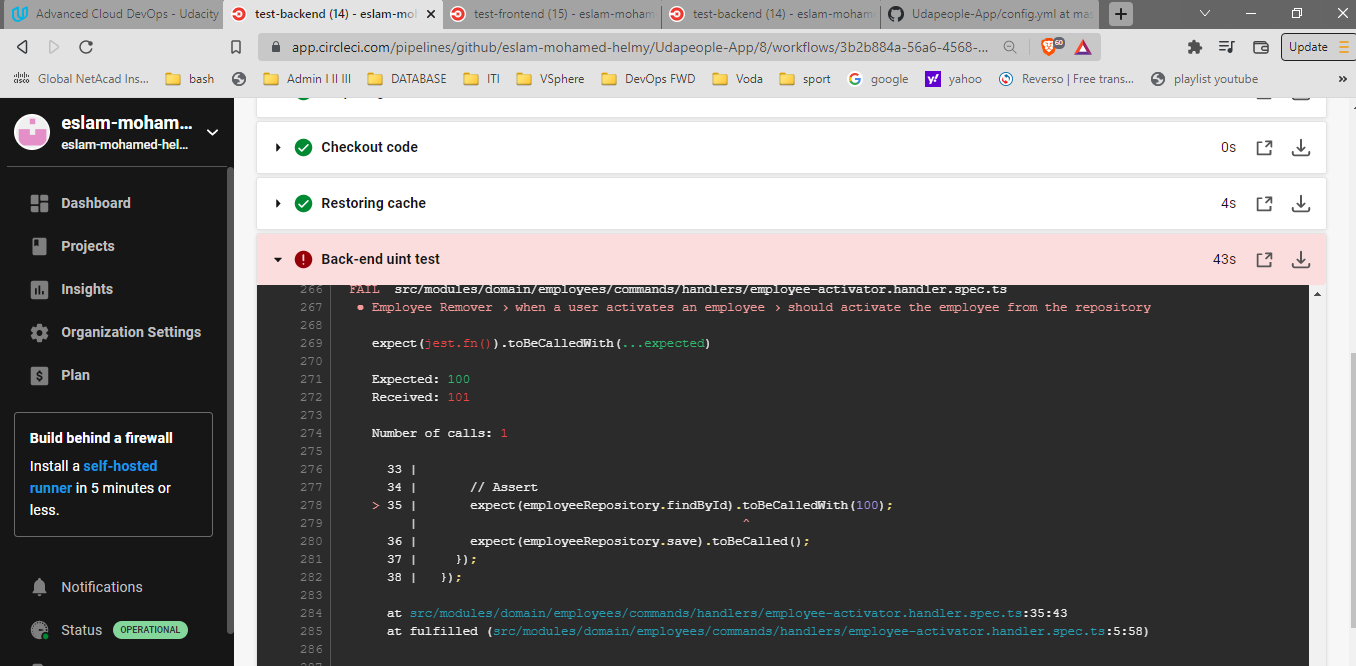 Advanced Cloud DevOps - Udacity
test-backend (14) - eslam-moh
test-frontend (15) - eslam-moham
test-backend (14) - eslam-moham
Udapeople-App/config.yml at mas
app.circleci.com/pipelines/github/eslam-mohamed-helmy/Udapeople-App/8/workflows/3b2b884a-56a6-4568-...
60
Update
Global NetAcad Ins...
bash
Admin I II III
DATABASE
ITI
VSphere
DevOps FWD
Voda
sport
google
yahoo
Reverso | Free trans...
playlist youtube
»
eslam-moham...
eslam-mohamed-hel...
Dashboard
Projects
Insights
Organization Settings
Plan
Build behind a firewall
Install a self-hosted
runner in 5 minutes or
less.
Notifications
Status OPERATIONAL
Checkout code 0s
Restoring cache 4s
Back-end uint test 43s
266 FAIL src/modules/domain/employees/commands/handlers/employee-activator.handler.spec.ts
267 ● Employee Remover › when a user activates an employee › should activate the employee from the repository
268
269 expect(jest.fn()).toBeCalledWith(...expected)
270
271 Expected: 100
272 Received: 101
273
274 Number of calls: 1
275
276 33 |
277 34 | // Assert
278 > 35 | expect(employeeRepository.findById).toBeCalledWith(100);
279 | ^
280 36 | expect(employeeRepository.save).toBeCalled();
281 37 | });
282 38 | });
283
284 at src/modules/domain/employees/commands/handlers/employee-activator.handler.spec.ts:35:43
285 at fulfilled (src/modules/domain/employees/commands/handlers/employee-activator.handler.spec.ts:5:58)
286